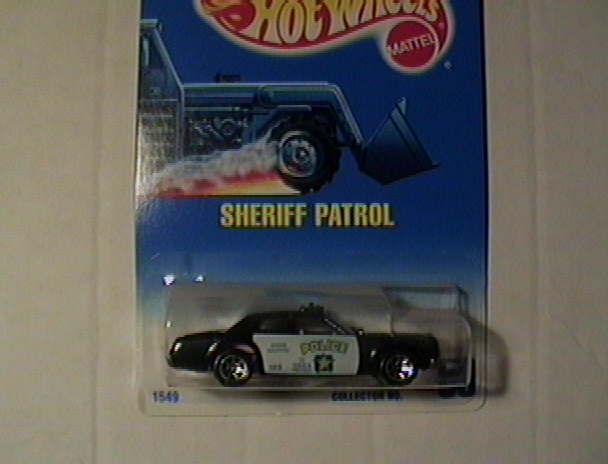 Hot Wheels
MATTEL
®
SHERIFF PATROL
POLICE
1549
COLLECTOR NO.